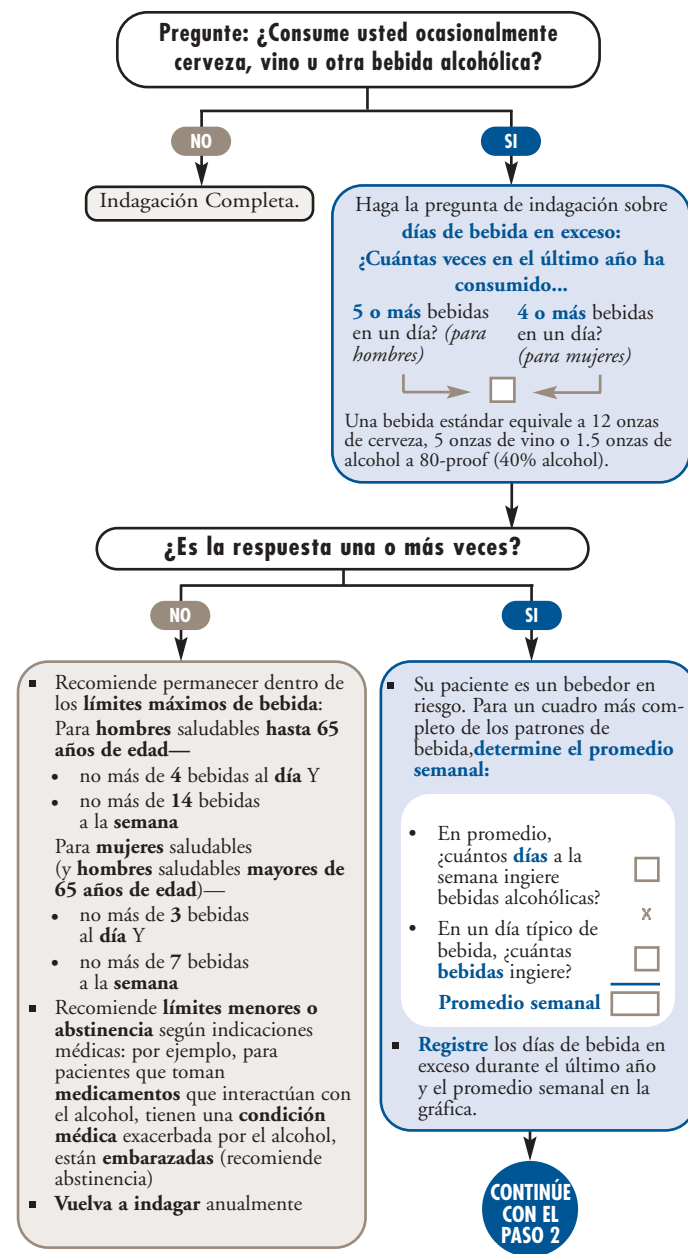 Pregunte: ¿Consume usted ocasionalmente
cerveza, vino u otra bebida alcohólica?
NO
SI
Indagación Completa.
Haga la pregunta de indagación sobre
días de bebida en exceso:
¿Cuántas veces en el último año ha
consumido...
5 o más bebidas
en un día? (para
hombres)
4 o más bebidas
en un día?
(para mujeres)
Una bebida estándar equivale a 12 onzas
de cerveza, 5 onzas de vino o 1.5 onzas de
alcohol a 80-proof (40% alcohol).
¿Es la respuesta una o más veces?
NO
SI
▪ Recomiende permanecer dentro de
los límites máximos de bebida:
Para hombres saludables hasta 65
años de edad—
• no más de 4 bebidas al día Y
• no más de 14 bebidas
a la semana
Para mujeres saludables
(y hombres saludables mayores de
65 años de edad)—
• no más de 3 bebidas
al día Y
• no más de 7 bebidas
a la semana
▪ Recomiende límites menores o
abstinencia según indicaciones
médicas: por ejemplo, para
pacientes que toman
medicamentos que interactúan con
el alcohol, tienen una condición
médica exacerbada por el alcohol,
están embarazadas (recomiende
abstinencia)
▪ Vuelva a indagar anualmente
▪ Su paciente es un bebedor en
riesgo. Para un cuadro más com-
pleto de los patrones de
bebida,determine el promedio
semanal:
• En promedio,
¿cuántos días a la
semana ingiere
bebidas alcohólicas?
x
• En un día típico de
bebida, ¿cuántas
bebidas ingiere?
Promedio semanal
▪ Registre los días de bebida en
exceso durante el último año
y el promedio semanal en la
gráfica.
CONTINÚE
CON EL
PASO 2